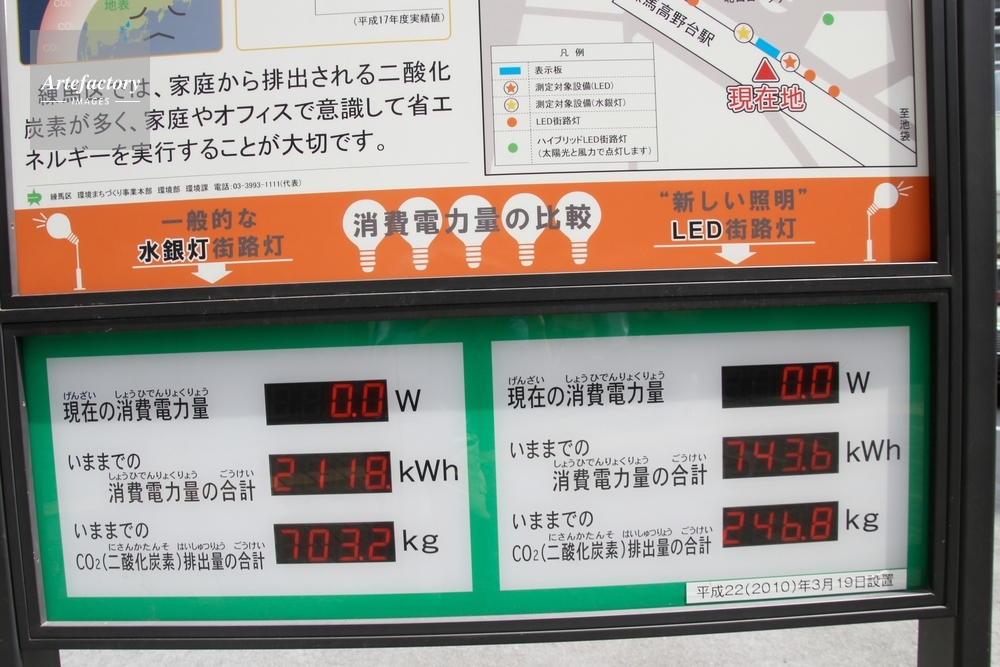 CO₂
地表
(平成17年度実績値)
Artefactory
IMAGES
練馬区では、家庭から排出される二酸化
炭素が多く、家庭やオフィスで意識して省エ
ネルギーを実行することが大切です。
練馬区 環境まちづくり事業本部 環境部 環境課 電話:03-3993-1111(代表)
馬高野台駅
凡 例
表示板
測定対象設備(LED)
測定対象設備(水銀灯)
LED街路灯
ハイブリッドLED街路灯
(太陽光と風力で点灯します)
現在地
至池袋
一般的な
水銀灯街路灯
消費電力量の比較
“新しい照明”
LED街路灯
げんざい しょうひでんりょくりょう
現在の消費電力量 0.0 W
いままでの
しょうひでんりょくりょう ごうけい
消費電力量の合計 2118. kWh
いままでの
にさんかたんそ はいしゅつりょう ごうけい
CO₂(二酸化炭素)排出量の合計 703.2 kg
げんざい しょうひでんりょくりょう
現在の消費電力量 0.0 W
いままでの
しょうひでんりょくりょう ごうけい
消費電力量の合計 743.6 kWh
いままでの
にさんかたんそ はいしゅつりょう ごうけい
CO₂(二酸化炭素)排出量の合計 246.8 kg
平成22(2010)年3月19日設置